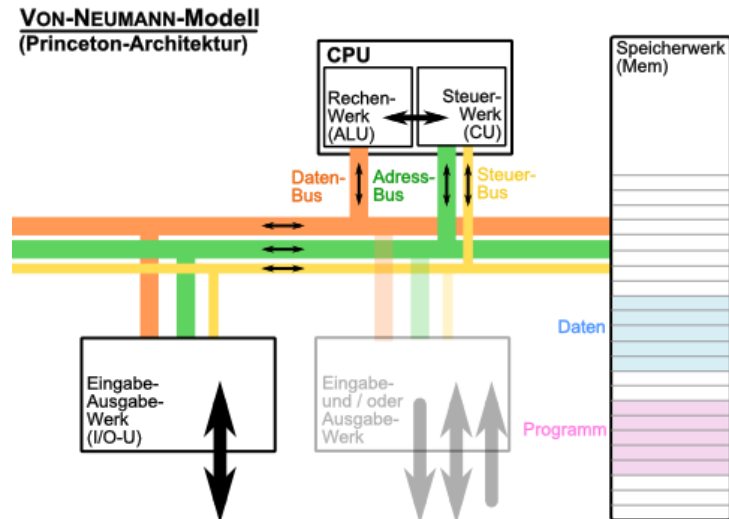 VON-NEUMANN-MODELL
(Princeton-Architektur)
CPU
Rechen-
Werk
(ALU)
Steuer-
Werk
(CU)
Speicherwerk
(Mem)
Daten-
Bus
Adress-
Bus
Steuer-
Bus
Daten
Programm
Eingabe-
Ausgabe-
Werk
(I/O-U)
Eingabe-
und / oder
Ausgabe-
Werk